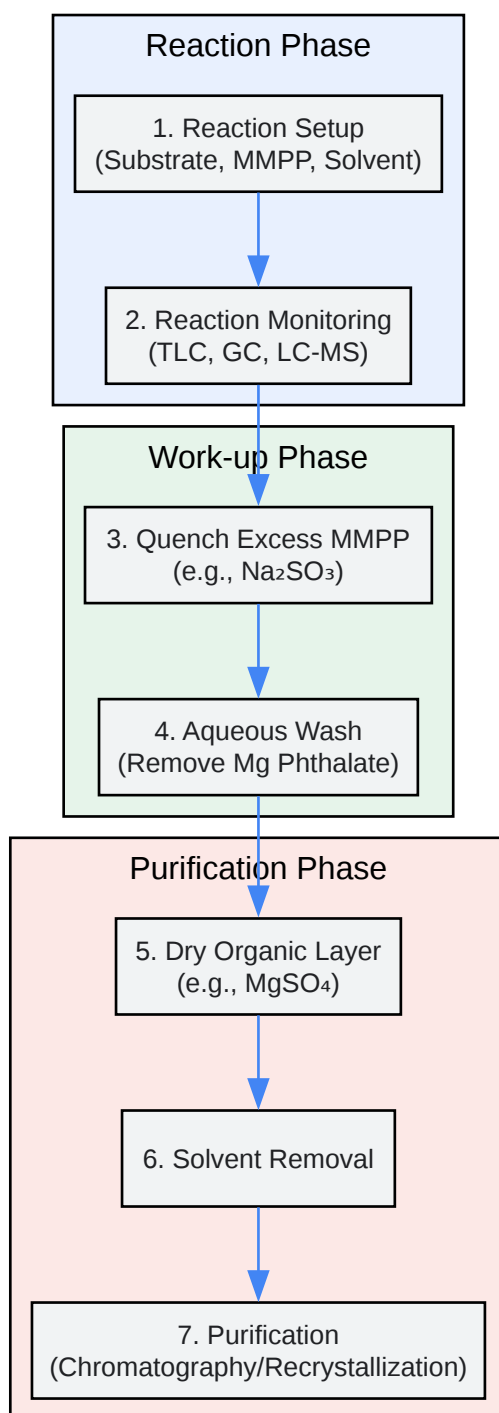 Reaction Phase
1. Reaction Setup
(Substrate, MMPP, Solvent)
2. Reaction Monitoring
(TLC, GC, LC-MS)
Work-up Phase
3. Quench Excess MMPP
(e.g., Na₂SO₃)
4. Aqueous Wash
(Remove Mg Phthalate)
Purification Phase
5. Dry Organic Layer
(e.g., MgSO₄)
6. Solvent Removal
7. Purification
(Chromatography/Recrystallization)